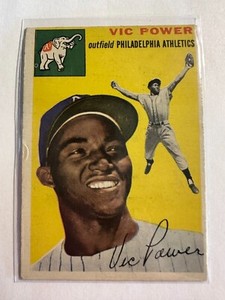 VIC POWER
outfield PHILADELPHIA ATHLETICS
Vic Power